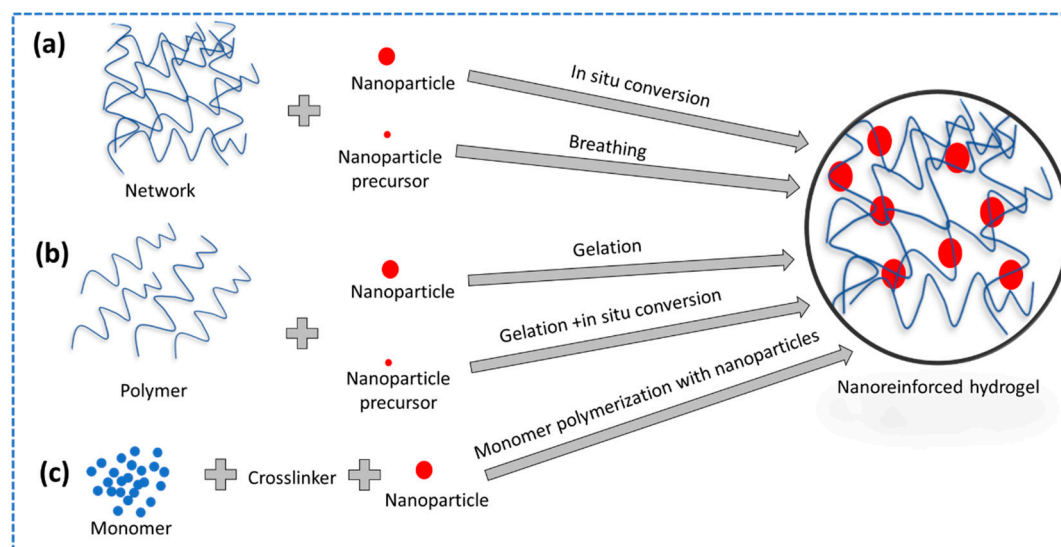 (a)
Network
Nanoparticle
Nanoparticle
precursor
In situ conversion
Breathing
(b)
Polymer
Nanoparticle
Nanoparticle
precursor
Gelation
Gelation +in situ conversion
(c)
Monomer
Crosslinker
Nanoparticle
Monomer polymerization with nanoparticles
Nanoreinforced hydrogel